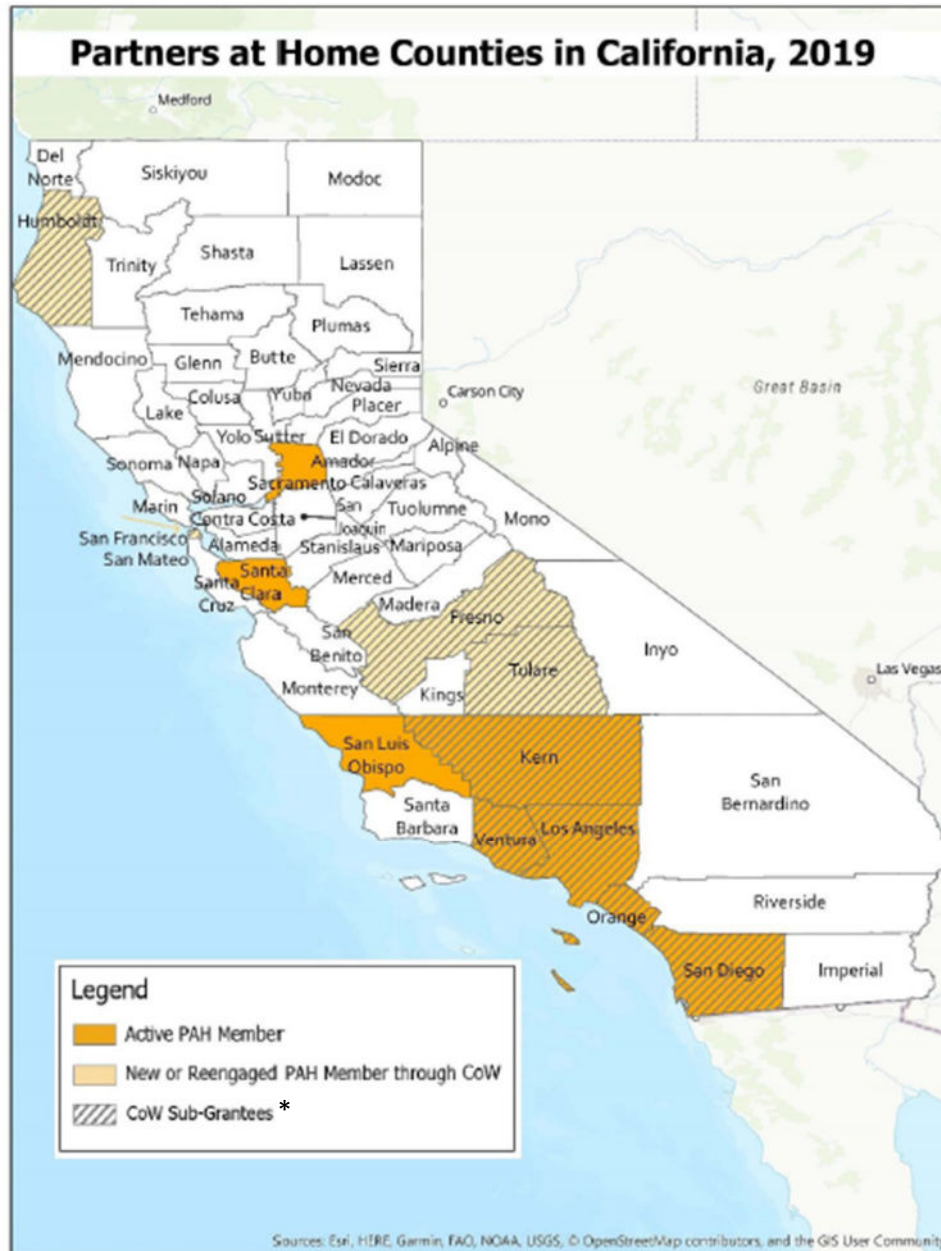 Partners at Home Counties in California, 2019
Medford
Del
Norte
Siskiyou
Modoc
Humboldt
Trinity
Shasta
Lassen
Tehama
Plumas
Mendocino
Glenn
Butte
Sierra
Colusa
Yuba
Nevada
Placer
Lake
Carson City
Great Basin
Yolo
Sutter
El Dorado
Alpine
Sonoma
Napa
Amador
Sacramento
Calaveras
Solano
Marin
Contra Costa
San
Joaquin
Tuolumne
Mono
San Francisco
Alameda
Stanislaus
Mariposa
San Mateo
Santa
Clara
Santa
Cruz
Merced
Madera
Fresno
San
Benito
Tulare
Inyo
Las Vegas
Monterey
Kings
San Luis
Obispo
Kern
San
Bernardino
Santa
Barbara
Ventura
Los Angeles
Orange
Riverside
San Diego
Imperial
Legend
Active PAH Member
New or Reengaged PAH Member through CoW
CoW Sub-Grantees *
Sources: Esri, HERE, Garmin, FAO, NOAA, USGS, © OpenStreetMap contributors, and the GIS User Community